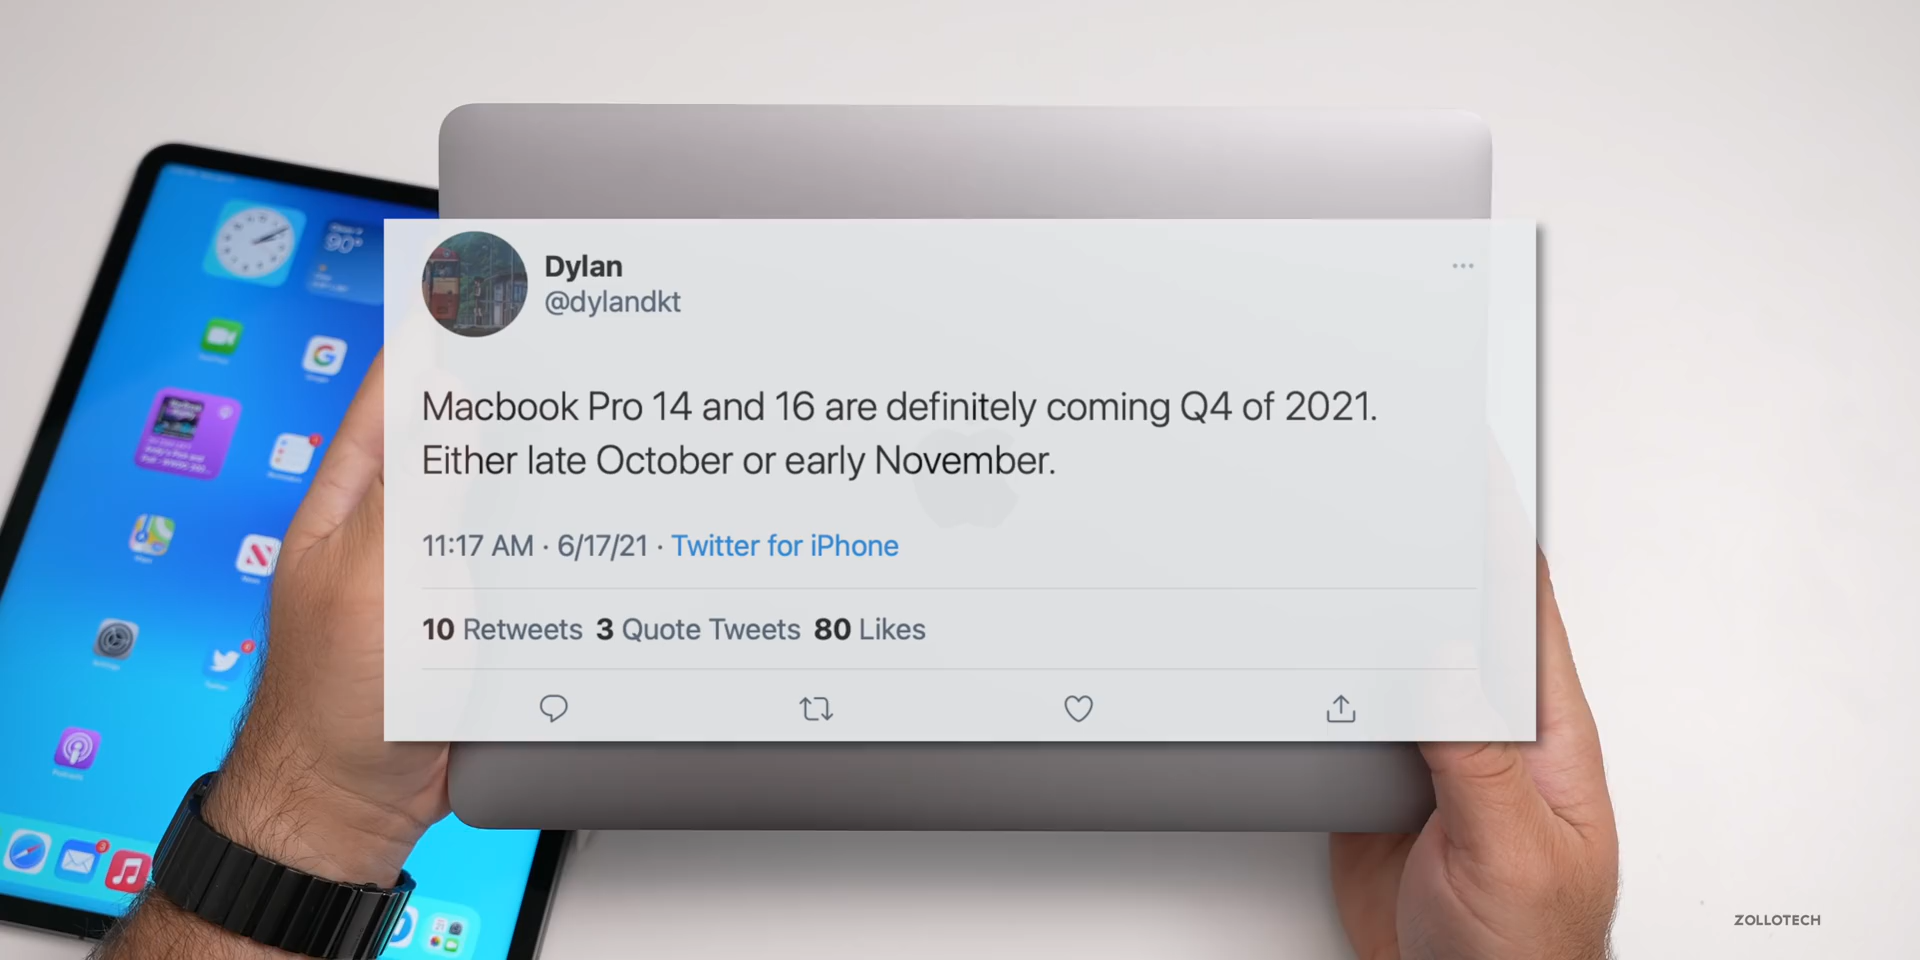 Dylan
@dylandkt
Macbook Pro 14 and 16 are definitely coming Q4 of 2021.
Either late October or early November.
11:17 AM · 6/17/21 · Twitter for iPhone
10 Retweets 3 Quote Tweets 80 Likes
90°
ZOLLOTECH